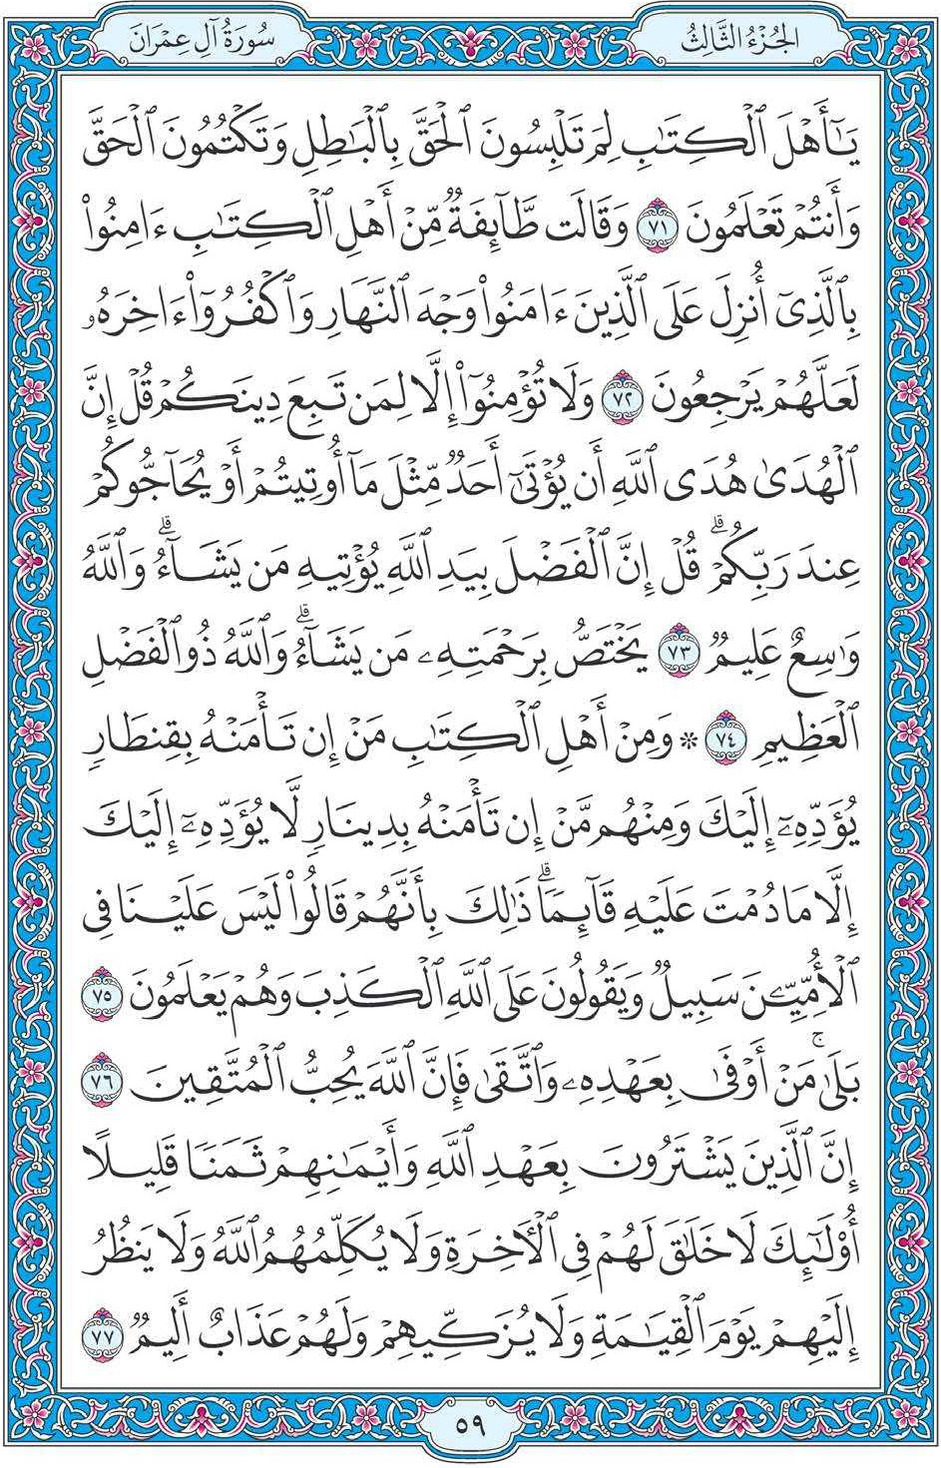 الجُزْءُ الثَّالِثُ
سُورَةُ آلِ عِمْرَانَ
يَٰٓأَهْلَ ٱلْكِتَٰبِ لِمَ تَلْبِسُونَ ٱلْحَقَّ بِٱلْبَٰطِلِ وَتَكْتُمُونَ ٱلْحَقَّ
وَأَنتُمْ تَعْلَمُونَ ٧١ وَقَالَت طَّآئِفَةٌ مِّنْ أَهْلِ ٱلْكِتَٰبِ ءَامِنُوا۟
بِٱلَّذِىٓ أُنزِلَ عَلَى ٱلَّذِينَ ءَامَنُوا۟ وَجْهَ ٱلنَّهَارِ وَٱكْفُرُوٓا۟ ءَاخِرَهُۥ
لَعَلَّهُمْ يَرْجِعُونَ ٧٢ وَلَا تُؤْمِنُوٓا۟ إِلَّا لِمَن تَبِعَ دِينَكُمْ قُلْ إِنَّ
ٱلْهُدَىٰ هُدَى ٱللَّهِ أَن يُؤْتَىٰٓ أَحَدٌ مِّثْلَ مَآ أُوتِيتُمْ أَوْ يُحَآجُّوكُمْ
عِندَ رَبِّكُمْ ۗ قُلْ إِنَّ ٱلْفَضْلَ بِيَدِ ٱللَّهِ يُؤْتِيهِ مَن يَشَآءُ ۗ وَٱللَّهُ
وَٰسِعٌ عَلِيمٌ ٧٣ يَخْتَصُّ بِرَحْمَتِهِۦ مَن يَشَآءُ ۗ وَٱللَّهُ ذُو ٱلْفَضْلِ
ٱلْعَظِيمِ ٧٤ ۞ وَمِنْ أَهْلِ ٱلْكِتَٰبِ مَنْ إِن تَأْمَنْهُ بِقِنطَارٍ
يُؤَدِّهِۦٓ إِلَيْكَ وَمِنْهُم مَّنْ إِن تَأْمَنْهُ بِدِينَارٍ لَّا يُؤَدِّهِۦٓ إِلَيْكَ
إِلَّا مَا دُمْتَ عَلَيْهِ قَآئِمًا ۗ ذَٰلِكَ بِأَنَّهُمْ قَالُوا۟ لَيْسَ عَلَيْنَا فِى
ٱلْأُمِّيِّـۧنَ سَبِيلٌ وَيَقُولُونَ عَلَى ٱللَّهِ ٱلْكَذِبَ وَهُمْ يَعْلَمُونَ ٧٥
بَلَىٰ ۚ مَنْ أَوْفَىٰ بِعَهْدِهِۦ وَٱتَّقَىٰ فَإِنَّ ٱللَّهَ يُحِبُّ ٱلْمُتَّقِينَ ٧٦
إِنَّ ٱلَّذِينَ يَشْتَرُونَ بِعَهْدِ ٱللَّهِ وَأَيْمَٰنِهِمْ ثَمَنًا قَلِيلًا
أُو۟لَٰٓئِكَ لَا خَلَٰقَ لَهُمْ فِى ٱلْءَاخِرَةِ وَلَا يُكَلِّمُهُمُ ٱللَّهُ وَلَا يَنظُرُ
إِلَيْهِمْ يَوْمَ ٱلْقِيَٰمَةِ وَلَا يُزَكِّيهِمْ وَلَهُمْ عَذَابٌ أَلِيمٌ ٧٧
٥٩